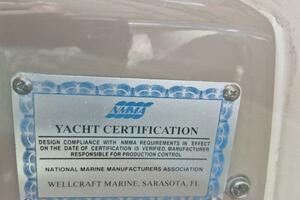 NMMA
YACHT CERTIFICATION
DESIGN COMPLIANCE WITH NMMA REQUIREMENTS IN EFFECT
ON THE DATE OF CERTIFICATION IS VERIFIED. MANUFACTURER
RESPONSIBLE FOR PRODUCTION CONTROL
NATIONAL MARINE MANUFACTURERS ASSOCIATION
WELLCRAFT MARINE, SARASOTA, FL